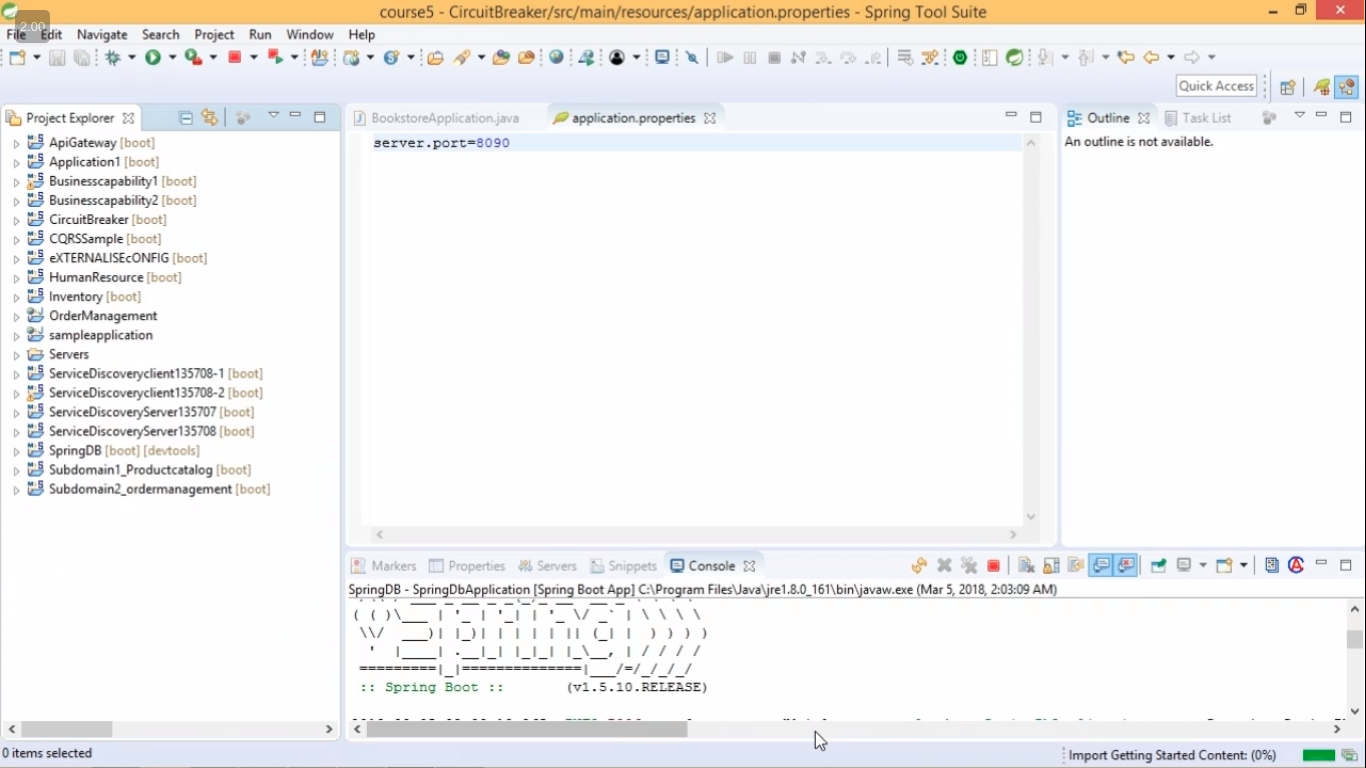 course5 - CircuitBreaker/src/main/resources/application.properties - Spring Tool Suite
2.00
File Edit Navigate Search Project Run Window Help
Quick Access
Project Explorer
BookstoreApplication.java
application.properties
Outline
Task List
ApiGateway [boot]
Application1 [boot]
Businesscapability1 [boot]
Businesscapability2 [boot]
CircuitBreaker [boot]
CQRSSample [boot]
eXTERNALISEcONFIG [boot]
HumanResource [boot]
Inventory [boot]
OrderManagement
sampleapplication
Servers
ServiceDiscoveryclient135708-1 [boot]
ServiceDiscoveryclient135708-2 [boot]
ServiceDiscoveryServer135707 [boot]
ServiceDiscoveryServer135708 [boot]
SpringDB [boot] [devtools]
Subdomain1_Productcatalog [boot]
Subdomain2_ordermanagement [boot]
server.port=8090
An outline is not available.
Markers Properties Servers Snippets Console
SpringDB - SpringDbApplication [Spring Boot App] C:\Program Files\Java\jre1.8.0_161\bin\javaw.exe (Mar 5, 2018, 2:03:09 AM)
:: Spring Boot :: (v1.5.10.RELEASE)
0 items selected
Import Getting Started Content: (0%)